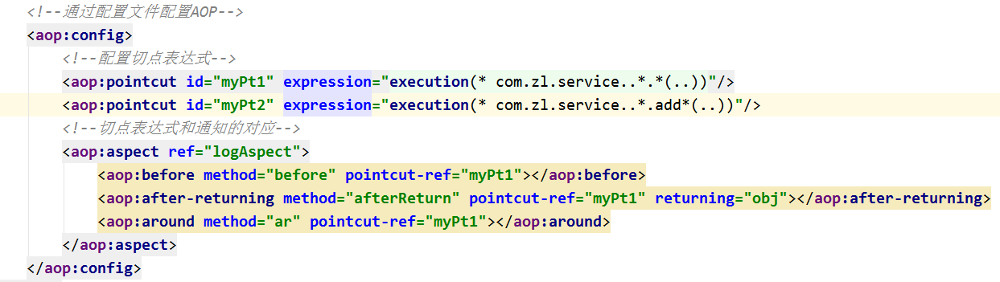 <!--通过配置文件配置AOP-->
<aop:config>
<!--配置切点表达式-->
<aop:pointcut id="myPt1" expression="execution(* com.zl.service..*.*(..))"/>
<aop:pointcut id="myPt2" expression="execution(* com.zl.service..*.add*(..))"/>
<!--切点表达式和通知的对应-->
<aop:aspect ref="logAspect">
<aop:before method="before" pointcut-ref="myPt1"></aop:before>
<aop:after-returning method="afterReturn" pointcut-ref="myPt1" returning="obj"></aop:after-returning>
<aop:around method="ar" pointcut-ref="myPt1"></aop:around>
</aop:aspect>
</aop:config>